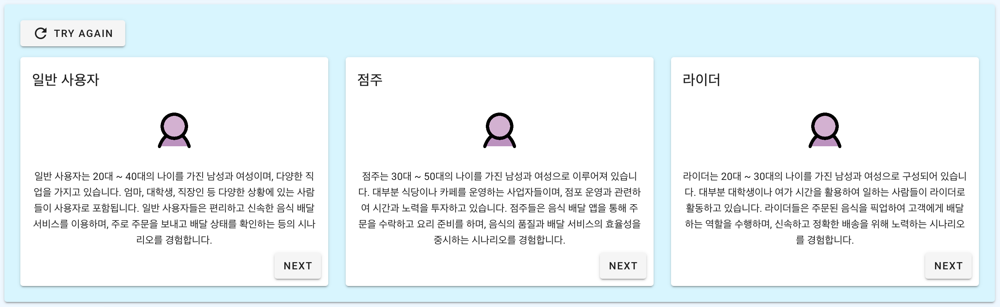 TRY AGAIN
일반 사용자
일반 사용자는 20대 ~ 40대의 나이를 가진 남성과 여성이며, 다양한 직
업을 가지고 있습니다. 엄마, 대학생, 직장인 등 다양한 상황에 있는 사람
들이 사용자로 포함됩니다. 일반 사용자들은 편리하고 신속한 음식 배달
서비스를 이용하며, 주로 주문을 보내고 배달 상태를 확인하는 등의 시나
리오를 경험합니다.
NEXT
점주
점주는 30대 ~ 50대의 나이를 가진 남성과 여성으로 이루어져 있습니
다. 대부분 식당이나 카페를 운영하는 사업자들이며, 점포 운영과 관련하
여 시간과 노력을 투자하고 있습니다. 점주들은 음식 배달 앱을 통해 주
문을 수락하고 요리 준비를 하며, 음식의 품질과 배달 서비스의 효율성을
중시하는 시나리오를 경험합니다.
NEXT
라이더
라이더는 20대 ~ 30대의 나이를 가진 남성과 여성으로 구성되어 있습니
다. 대부분 대학생이나 여가 시간을 활용하여 일하는 사람들이 라이더로
활동하고 있습니다. 라이더들은 주문된 음식을 픽업하여 고객에게 배달
하는 역할을 수행하며, 신속하고 정확한 배송을 위해 노력하는 시나리오
를 경험합니다.
NEXT